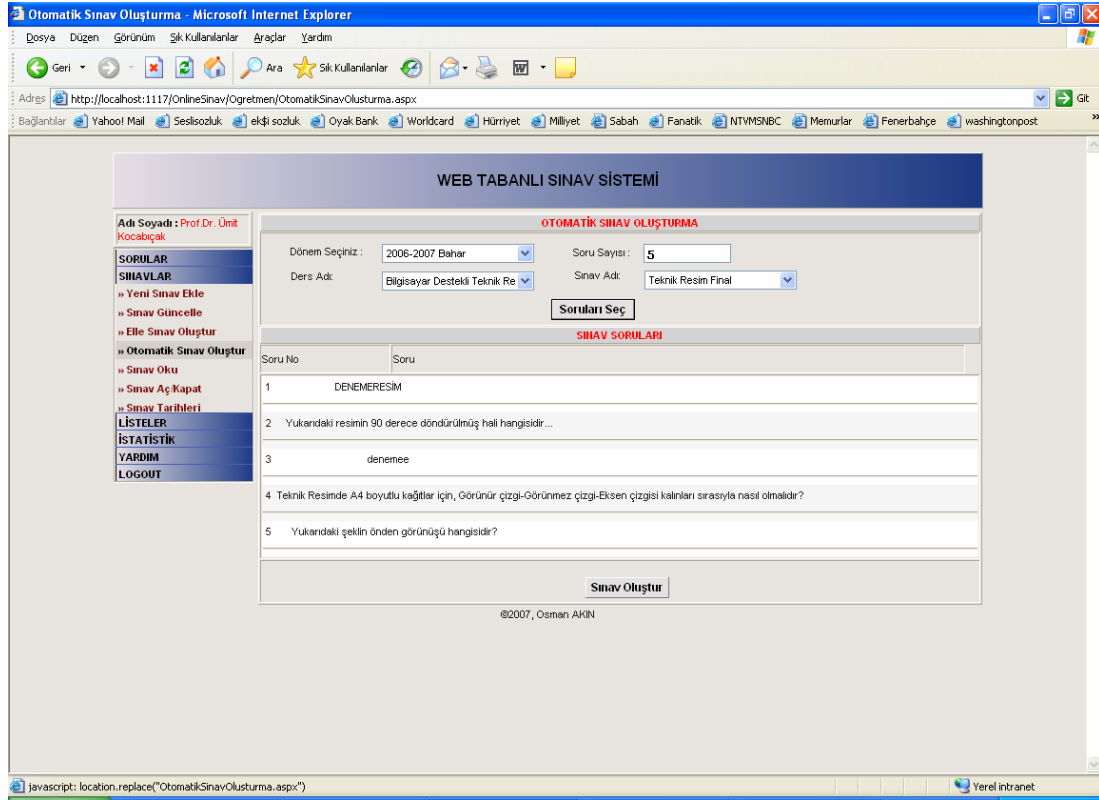 Otomatik Sınav Oluşturma - Microsoft Internet Explorer
Dosya Düzen Görünüm Sık Kullanılanlar Araçlar Yardım
Geri Ara Sık Kullanılanlar
Adres http://localhost:1117/OnlineSinav/Ogretmen/OtomatikSinavOlusturma.aspx Git
Bağlantılar Yahoo! Mail Seslisozluk ek$i sozluk Oyak Bank Worldcard Hürriyet Milliyet Sabah Fanatik NTVMSNBC Memurlar Fenerbahçe washingtonpost »
WEB TABANLI SINAV SİSTEMİ
Adı Soyadı : Prof.Dr. Ümit
Kocabıçak
SORULAR
SINAVLAR
» Yeni Sınav Ekle
» Sınav Güncelle
» Elle Sınav Oluştur
» Otomatik Sınav Oluştur
» Sınav Oku
» Sınav Aç/Kapat
» Sınav Tarihleri
LİSTELER
İSTATİSTİK
YARDIM
LOGOUT
OTOMATİK SINAV OLUŞTURMA
Dönem Seçiniz : 2006-2007 Bahar Soru Sayısı : 5
Ders Adı: Bilgisayar Destekli Teknik Re Sınav Adı: Teknik Resim Final
Soruları Seç
SINAV SORULARI
Soru No Soru
1 DENEMERESİM
2 Yukarıdaki resimin 90 derece döndürülmüş hali hangisidir...
3 denemee
4 Teknik Resimde A4 boyutlu kağıtlar için, Görünür çizgi-Görünmez çizgi-Eksen çizgisi kalınları sırasıyla nasıl olmalıdır?
5 Yukarıdaki şeklin önden görünüşü hangisidir?
Sınav Oluştur
©2007, Osman AKIN
javascript: location.replace("OtomatikSinavOlusturma.aspx") Yerel intranet